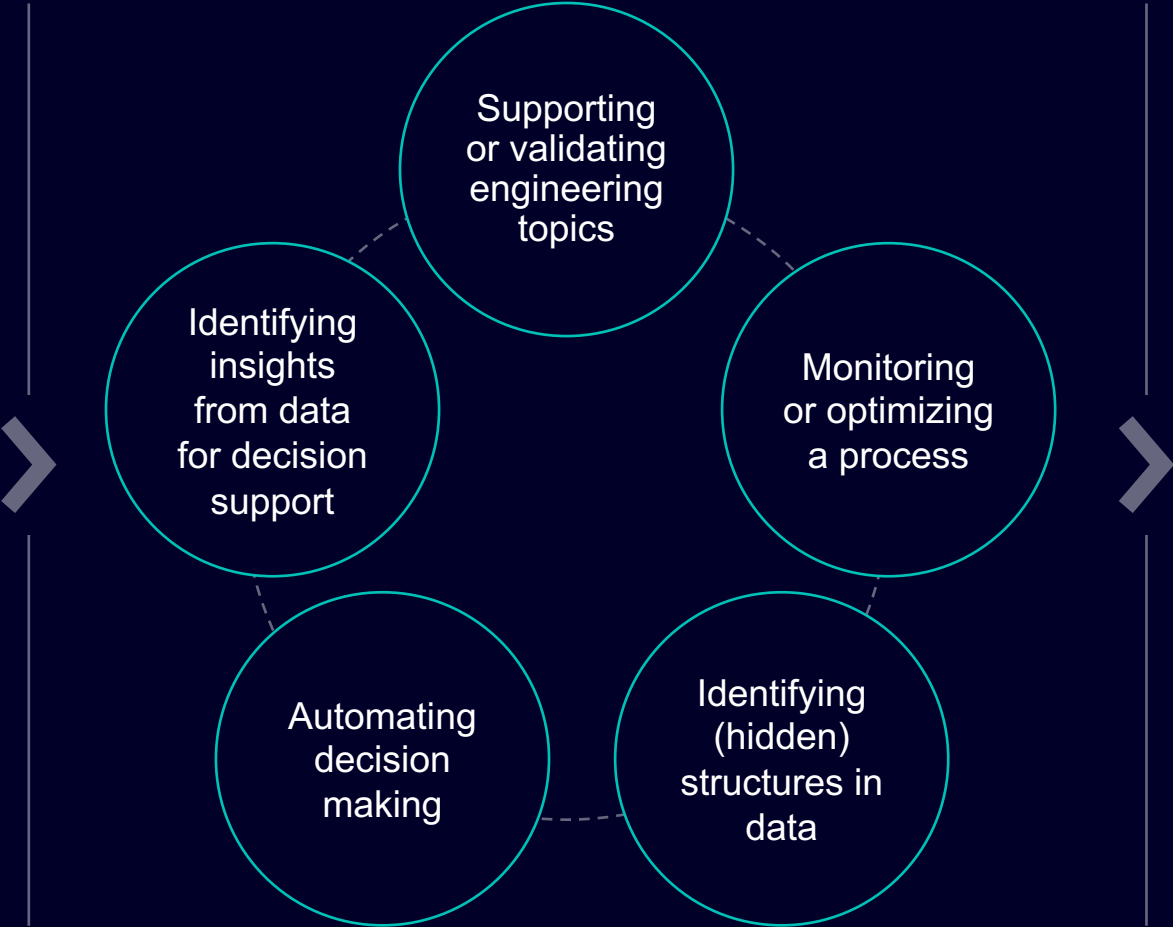 Supporting
or validating
engineering
topics
Identifying
insights
from data
for decision
support
Monitoring
or optimizing
a process
Automating
decision
making
Identifying
(hidden)
structures in
data